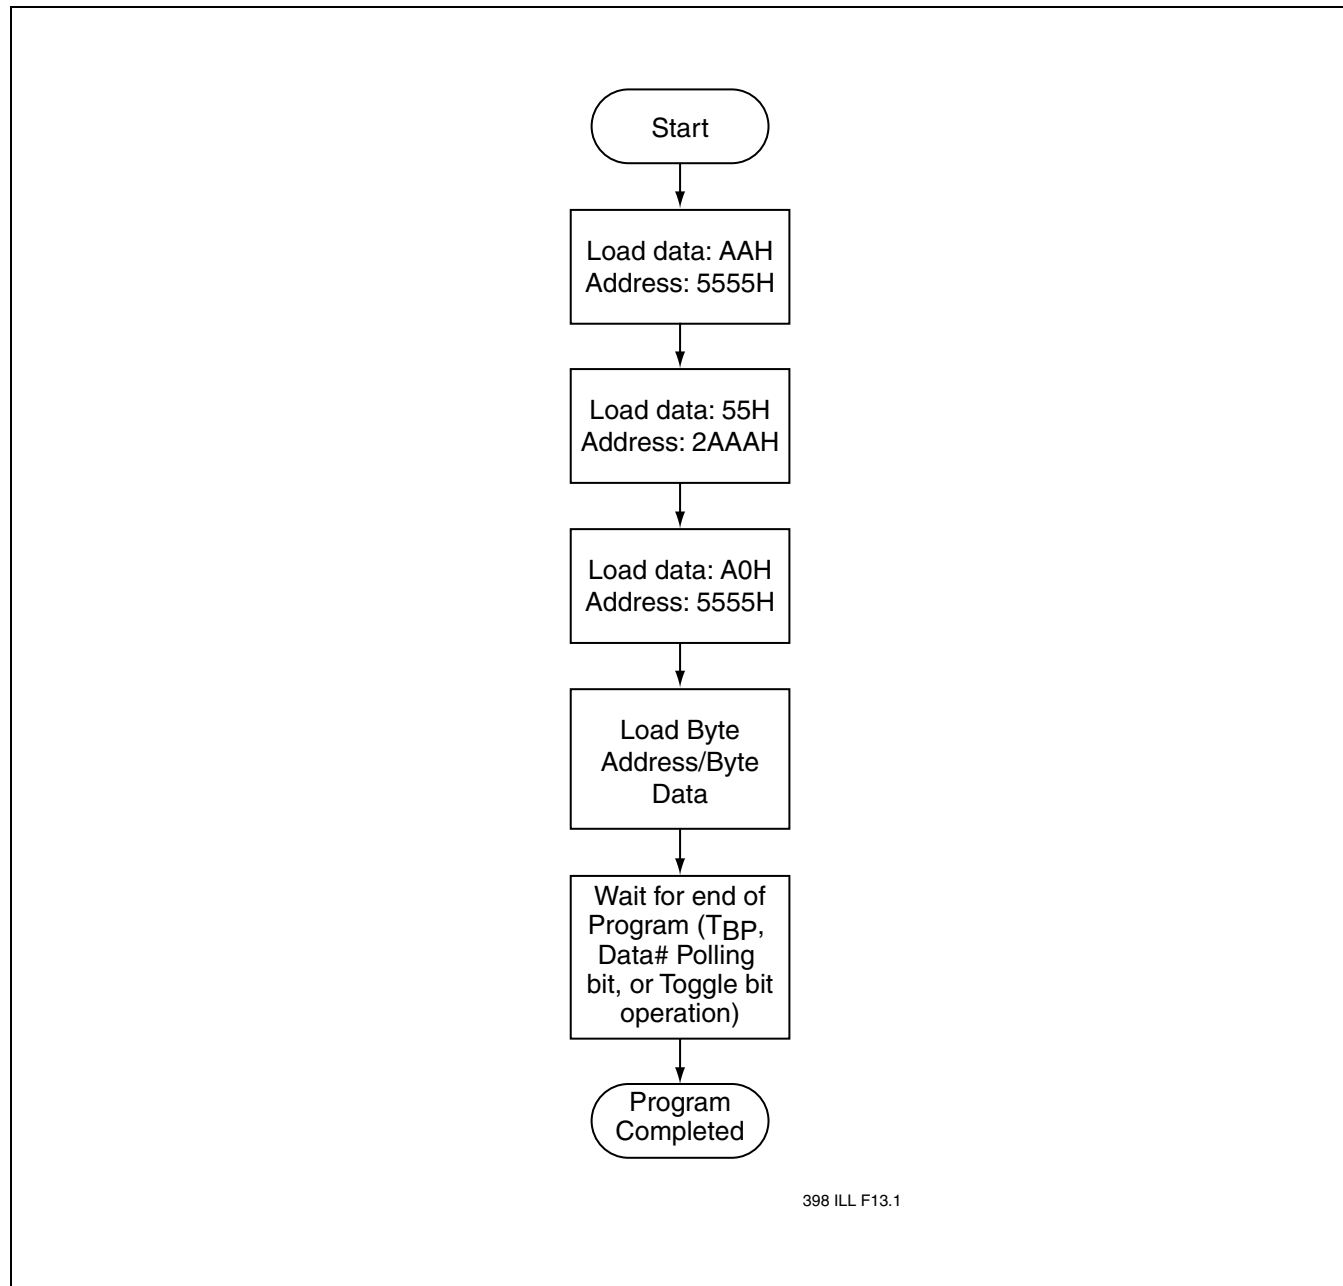 Start
Load data: AAH
Address: 5555H
Load data: 55H
Address: 2AAAH
Load data: A0H
Address: 5555H
Load Byte
Address/Byte
Data
Wait for end of
Program (TBP,
Data# Polling
bit, or Toggle bit
operation)
Program
Completed
398 ILL F13.1